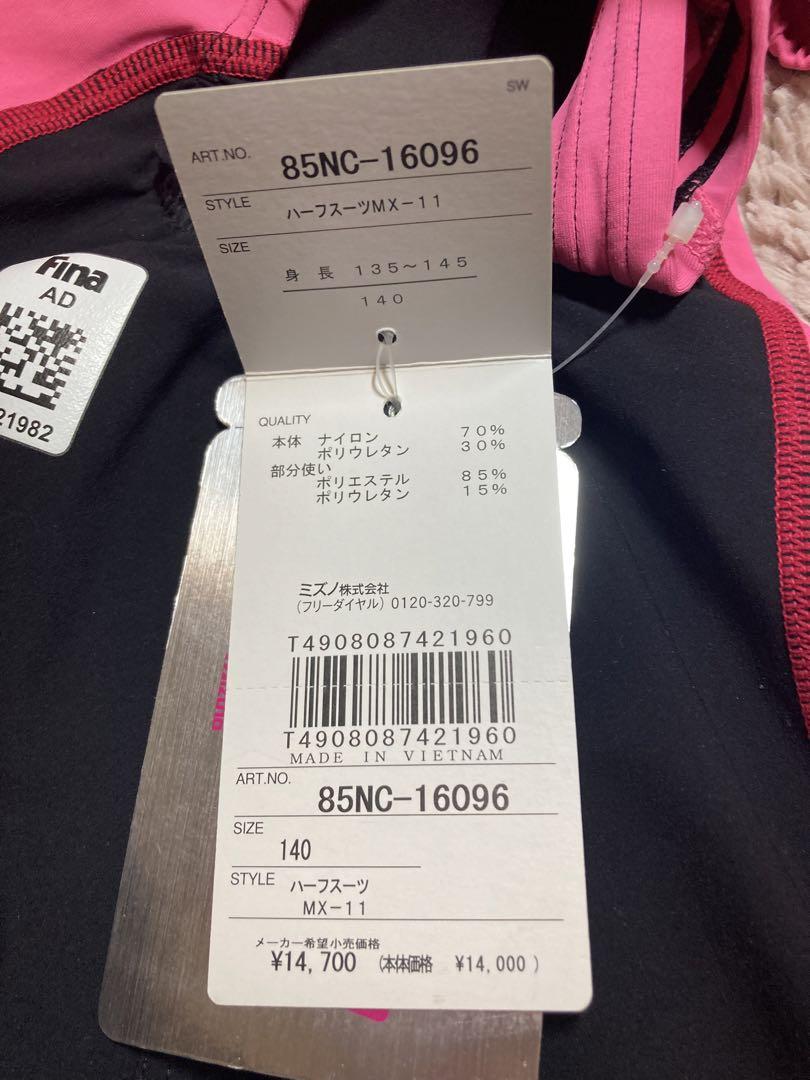 SW
ART.NO. 85NC-16096
STYLE ハーフスーツMX-11
SIZE
身 長 135~145
140
Fina
AD
21982
QUALITY
本体 ナイロン 70%
ポリウレタン 30%
部分使い
ポリエステル 85%
ポリウレタン 15%
ミズノ株式会社
(フリーダイヤル) 0120-320-799
T4908087421960
T4908087421960
MADE IN VIETNAM
ART.NO.
85NC-16096
SIZE
140
STYLE ハーフスーツ
MX-11
メーカー希望小売価格
¥14,700 (本体価格 ¥14,000)